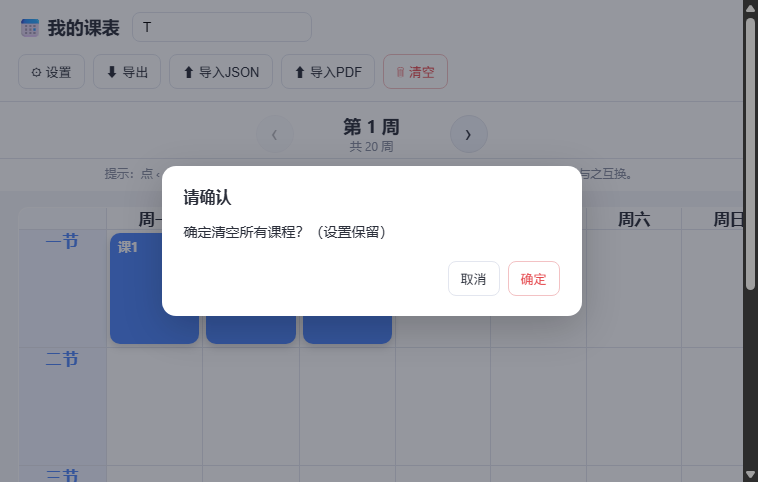 我的课表
T
设置
导出
导入JSON
导入PDF
清空
‹
第 1 周
›
共 20 周
提示：点 ‹
与之互换。
请确认
确定清空所有课程？（设置保留）
取消
确定
周一
周六
周日
一节
课1
二节
三节